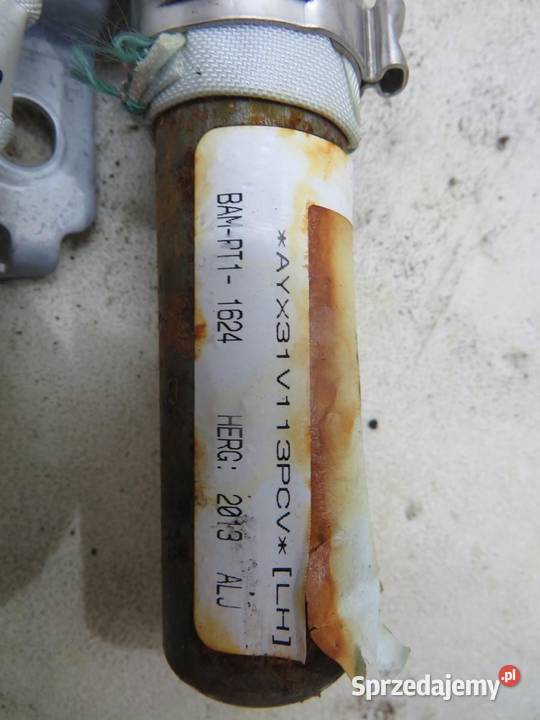 *AYX31V113PCV* [LH]
BAM-PT1- 1624 HERG: 2013 ALJ
Sprzedajemy.pl